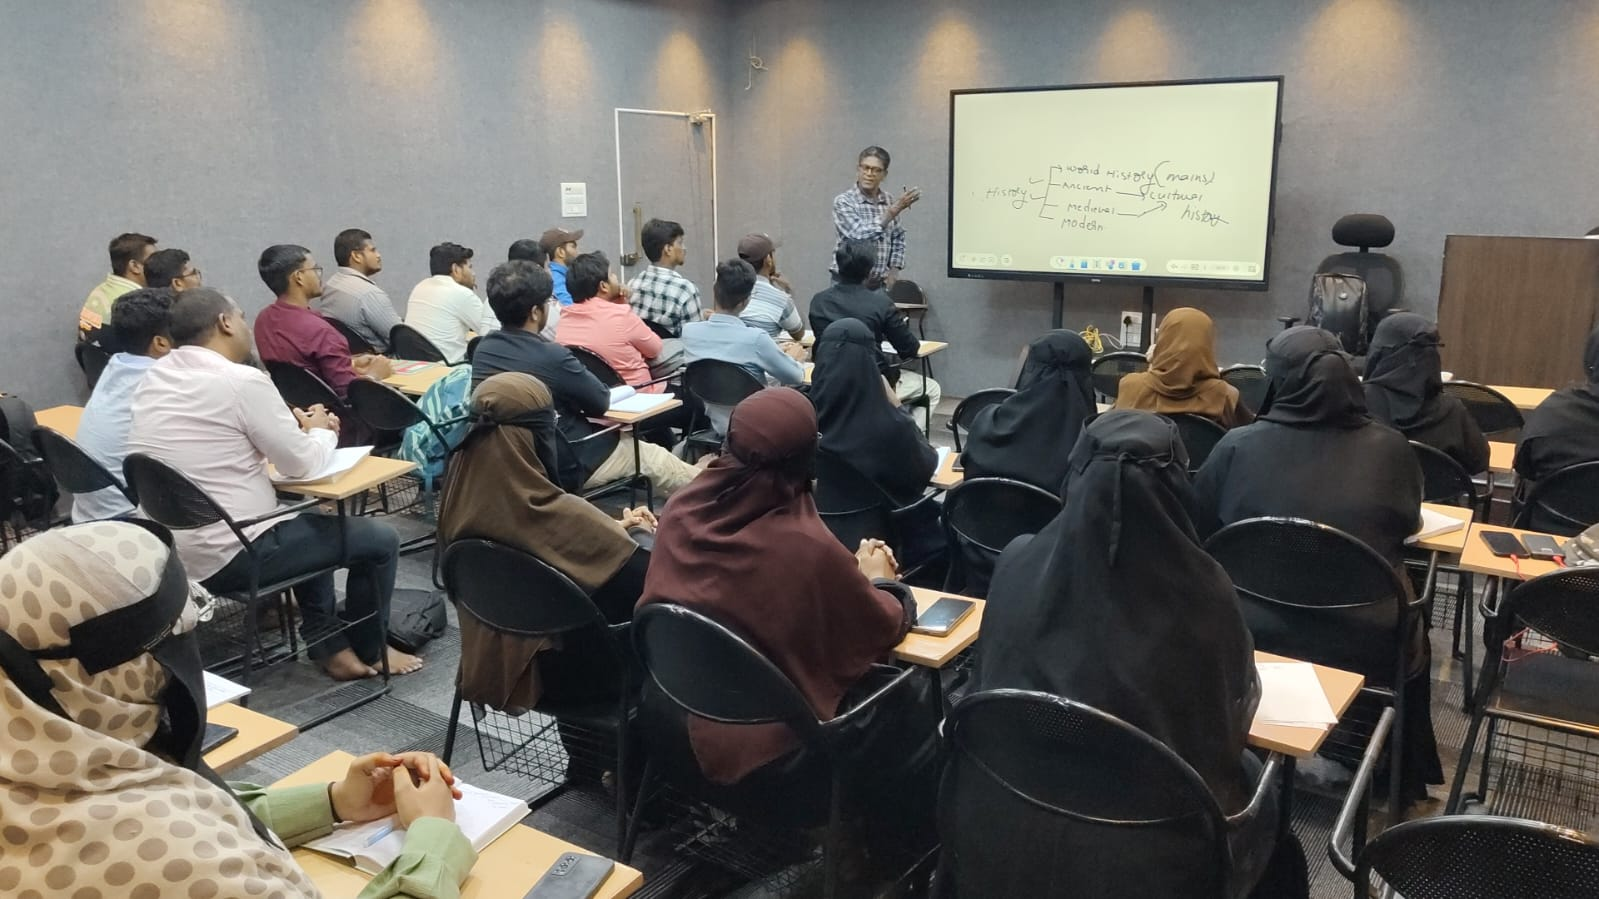 World History (mains)
History Ancient cultural
Medieval history
Modern.